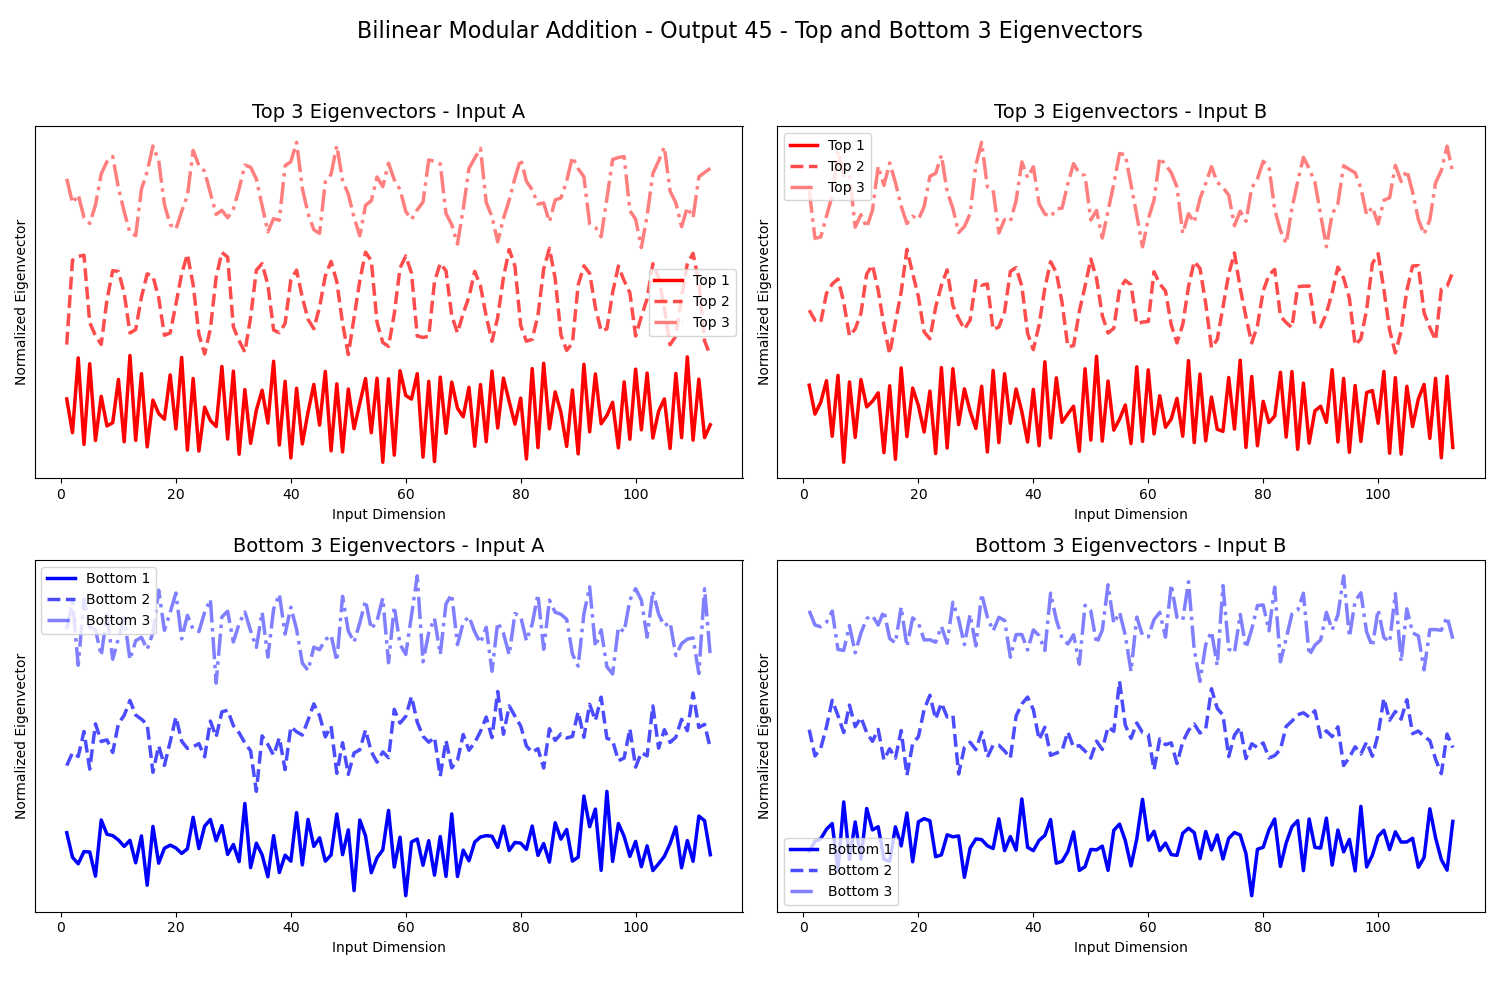 Bilinear Modular Addition - Output 45 - Top and Bottom 3 Eigenvectors
Top 3 Eigenvectors - Input A
Normalized Eigenvector
Top 1
Top 2
Top 3
0 20 40 60 80 100
Input Dimension
Top 3 Eigenvectors - Input B
Normalized Eigenvector
Top 1
Top 2
Top 3
0 20 40 60 80 100
Input Dimension
Bottom 3 Eigenvectors - Input A
Normalized Eigenvector
Bottom 1
Bottom 2
Bottom 3
0 20 40 60 80 100
Input Dimension
Bottom 3 Eigenvectors - Input B
Normalized Eigenvector
Bottom 1
Bottom 2
Bottom 3
0 20 40 60 80 100
Input Dimension